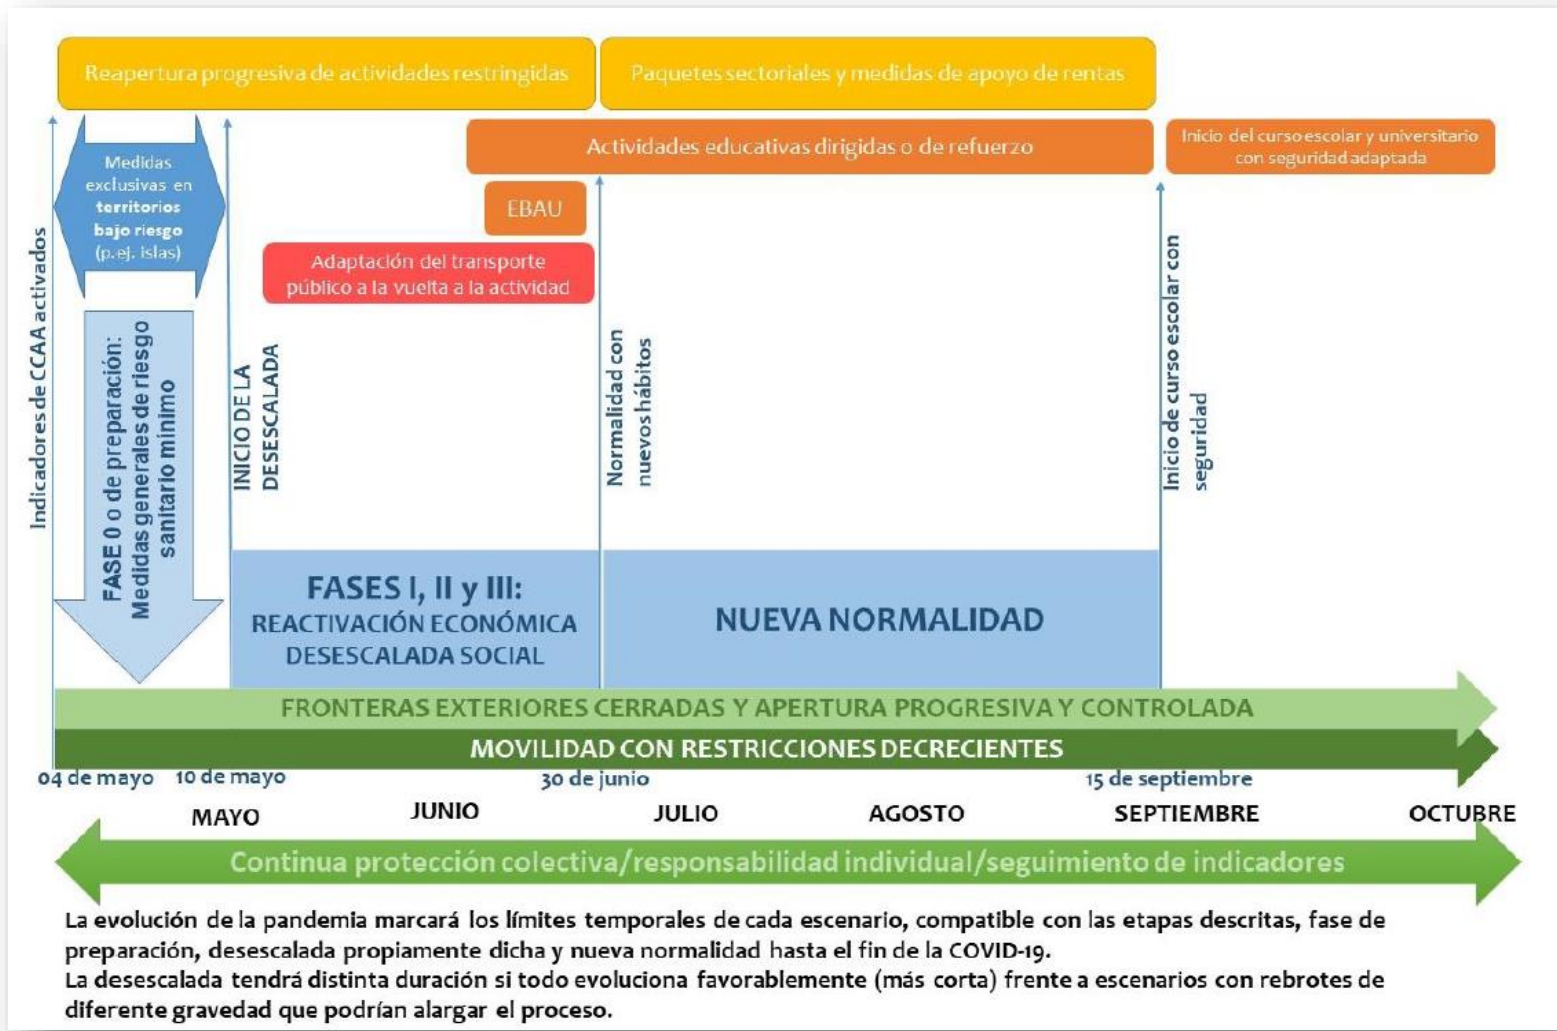 Reapertura progresiva de actividades restringidas
Paquetes sectoriales y medidas de apoyo de rentas
Actividades educativas dirigidas o de refuerzo
Inicio del curso escolar y universitario
con seguridad adaptada
Medidas
exclusivas en
territorios
bajo riesgo
(p.ej. islas)
EBAU
Adaptación del transporte
público a la vuelta a la actividad
Indicadores de CCAA activados
FASE 0 o de preparación:
Medidas generales de riesgo
sanitario mínimo
INICIO DE LA
DESESCALADA
Normalidad con
nuevos hábitos
Inicio de curso escolar con
seguridad
FASES I, II y III:
REACTIVACIÓN ECONÓMICA
DESESCALADA SOCIAL
NUEVA NORMALIDAD
FRONTERAS EXTERIORES CERRADAS Y APERTURA PROGRESIVA Y CONTROLADA
MOVILIDAD CON RESTRICCIONES DECRECIENTES
04 de mayo
10 de mayo
30 de junio
15 de septiembre
MAYO
JUNIO
JULIO
AGOSTO
SEPTIEMBRE
OCTUBRE
Continua protección colectiva/responsabilidad individual/seguimiento de indicadores
La evolución de la pandemia marcará los límites temporales de cada escenario, compatible con las etapas descritas, fase de
preparación, desescalada propiamente dicha y nueva normalidad hasta el fin de la COVID-19.
La desescalada tendrá distinta duración si todo evoluciona favorablemente (más corta) frente a escenarios con rebrotes de
diferente gravedad que podrían alargar el proceso.